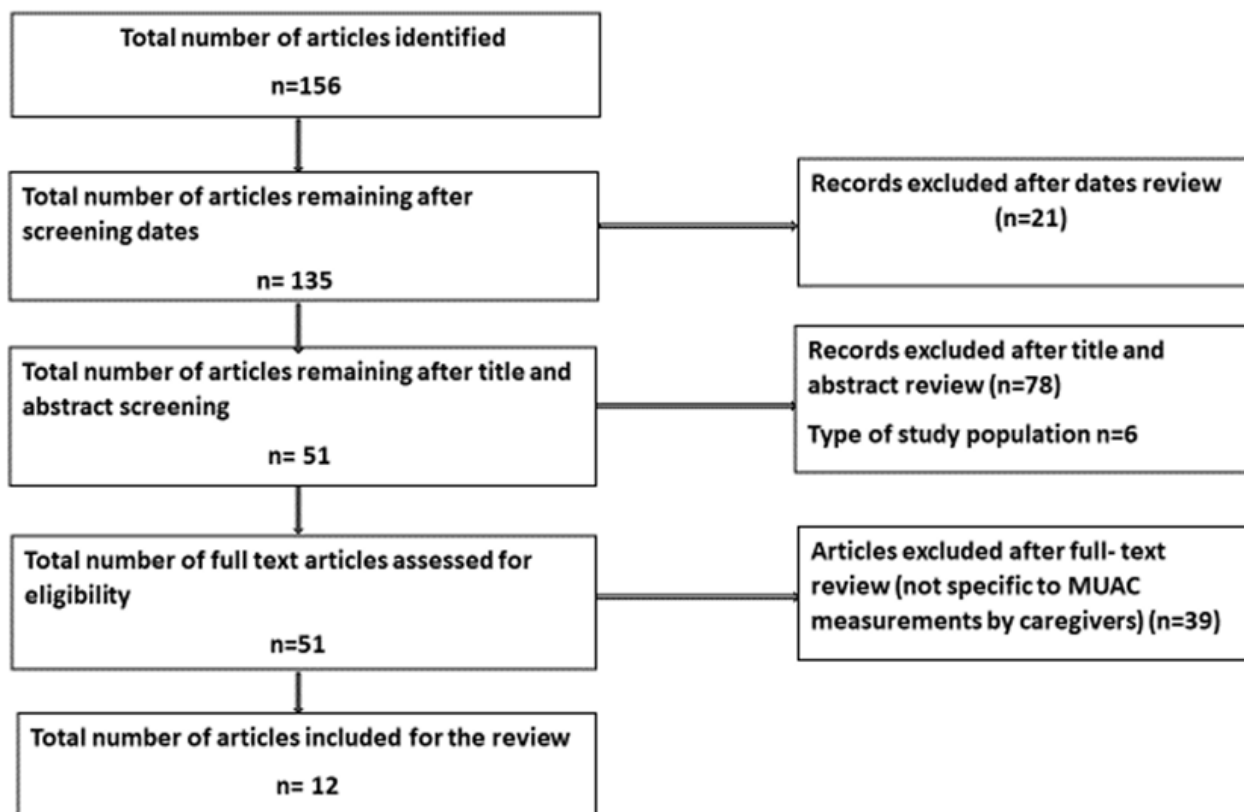 Total number of articles identified
n=156
Total number of articles remaining after
screening dates
n= 135
Records excluded after dates review
(n=21)
Total number of articles remaining after title and
abstract screening
n= 51
Records excluded after title and
abstract review (n=78)
Type of study population n=6
Total number of full text articles assessed for
eligibility
n=51
Articles excluded after full- text
review (not specific to MUAC
measurements by caregivers) (n=39)
Total number of articles included for the review
n= 12